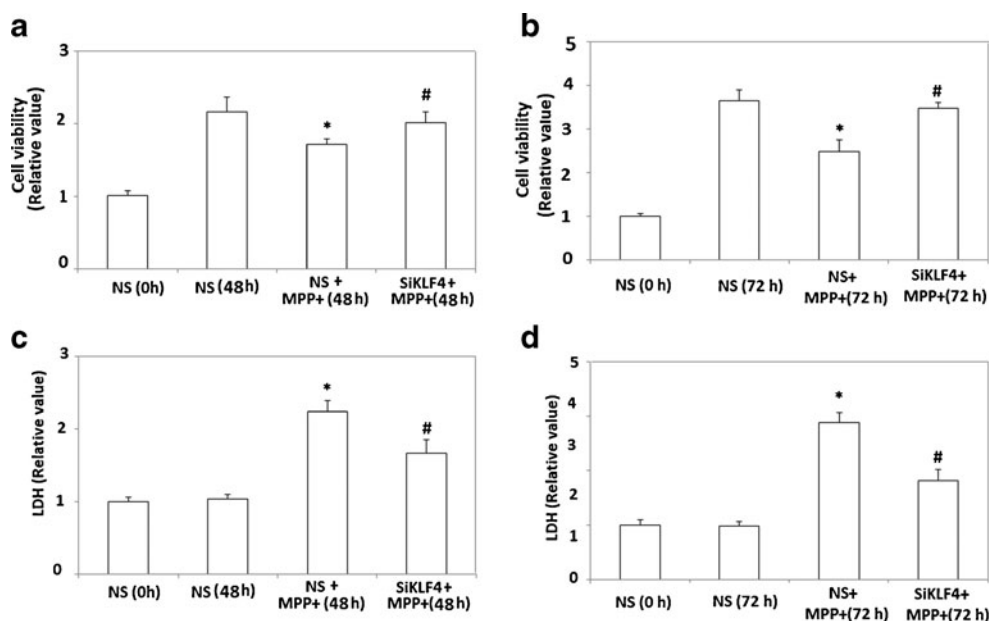 a
Cell viability
(Relative value)
3
2
1
0
*
#
NS (0h)
NS (48h)
NS +
MPP+ (48h)
SiKLF4+
MPP+(48h)
b
Cell viability
(Relative value)
5
4
3
2
1
0
*
#
NS (0 h)
NS (72 h)
NS+
MPP+(72 h)
SiKLF4+
MPP+(72 h)
c
LDH (Relative value)
3
2
1
0
*
#
NS (0h)
NS (48h)
NS +
MPP+ (48h)
SiKLF4+
MPP+(48h)
d
LDH (Relative value)
5
4
3
2
1
0
*
#
NS (0 h)
NS (72 h)
NS+
MPP+(72 h)
SiKLF4+
MPP+(72 h)